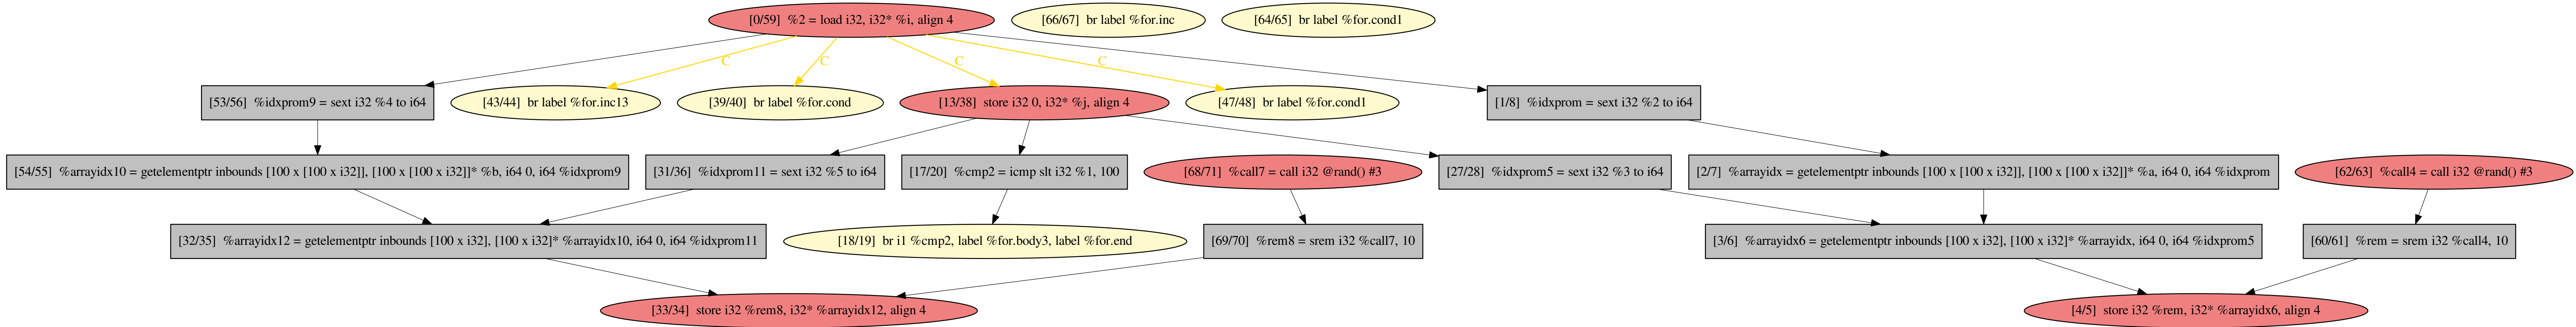 [0/59] %2 = load i32, i32* %i, align 4
[66/67] br label %for.inc
[64/65] br label %for.cond1
C
C
C
C
[53/56] %idxprom9 = sext i32 %4 to i64
[43/44] br label %for.inc13
[39/40] br label %for.cond
[13/38] store i32 0, i32* %j, align 4
[47/48] br label %for.cond1
[1/8] %idxprom = sext i32 %2 to i64
[54/55] %arrayidx10 = getelementptr inbounds [100 x [100 x i32]], [100 x [100 x i32]]* %b, i64 0, i64 %idxprom9
[31/36] %idxprom11 = sext i32 %5 to i64
[17/20] %cmp2 = icmp slt i32 %1, 100
[68/71] %call7 = call i32 @rand() #3
[27/28] %idxprom5 = sext i32 %3 to i64
[2/7] %arrayidx = getelementptr inbounds [100 x [100 x i32]], [100 x [100 x i32]]* %a, i64 0, i64 %idxprom
[62/63] %call4 = call i32 @rand() #3
[32/35] %arrayidx12 = getelementptr inbounds [100 x i32], [100 x i32]* %arrayidx10, i64 0, i64 %idxprom11
[18/19] br i1 %cmp2, label %for.body3, label %for.end
[69/70] %rem8 = srem i32 %call7, 10
[3/6] %arrayidx6 = getelementptr inbounds [100 x i32], [100 x i32]* %arrayidx, i64 0, i64 %idxprom5
[60/61] %rem = srem i32 %call4, 10
[33/34] store i32 %rem8, i32* %arrayidx12, align 4
[4/5] store i32 %rem, i32* %arrayidx6, align 4